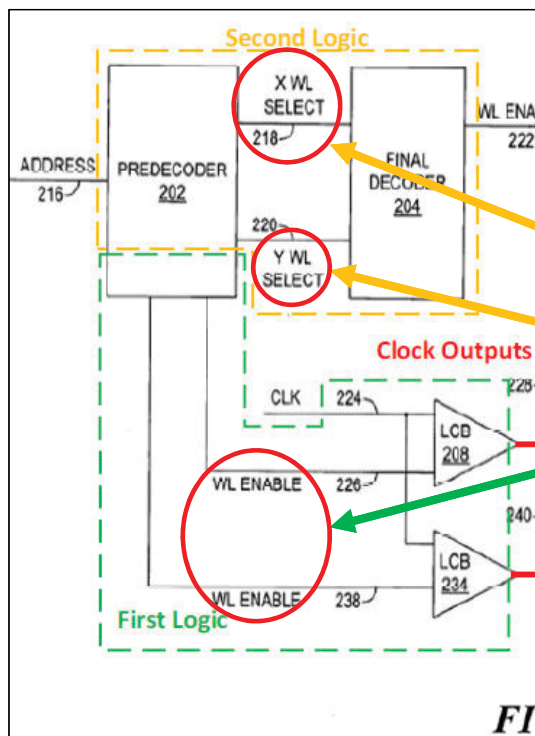 Second Logic
X WL
SELECT
218
WL ENA
222
ADDRESS
216
PREDECODER
202
FINAL
DECODER
204
220
Y WL
SELECT
Clock Outputs
228
CLK
224
LCB
208
WL ENABLE
226
240
LCB
234
WL ENABLE
238
First Logic
FI